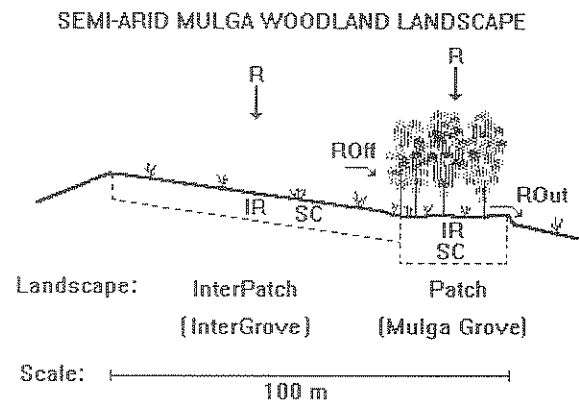 SEMI-ARID MULGA WOODLAND LANDSCAPE
R
R
ROff
ROut
IR SC
IR
SC
Landscape: InterPatch Patch
(InterGrove) (Mulga Grove)
Scale:
100 m